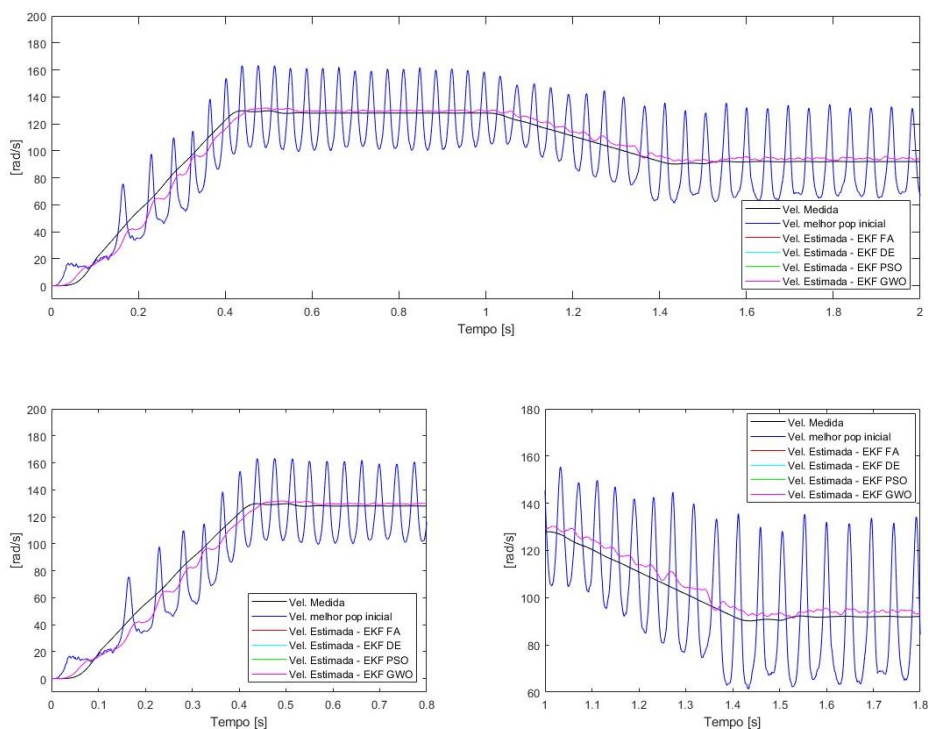 200
180
160
140
120
100
80
60
40
20
0
[rad/s]
Vel. Medida
Vel. melhor pop inicial
Vel. Estimada - EKF FA
Vel. Estimada - EKF DE
Vel. Estimada - EKF PSO
Vel. Estimada - EKF GWO
0 0.2 0.4 0.6 0.8 1 1.2 1.4 1.6 1.8 2
Tempo [s]
200
180
160
140
120
100
80
60
40
20
0
[rad/s]
Vel. Medida
Vel. melhor pop inicial
Vel. Estimada - EKF FA
Vel. Estimada - EKF DE
Vel. Estimada - EKF PSO
Vel. Estimada - EKF GWO
0 0.1 0.2 0.3 0.4 0.5 0.6 0.7 0.8
Tempo [s]
180
160
140
120
100
80
60
[rad/s]
Vel. Medida
Vel. melhor pop inicial
Vel. Estimada - EKF FA
Vel. Estimada - EKF DE
Vel. Estimada - EKF PSO
Vel. Estimada - EKF GWO
1 1.1 1.2 1.3 1.4 1.5 1.6 1.7 1.8
Tempo [s]